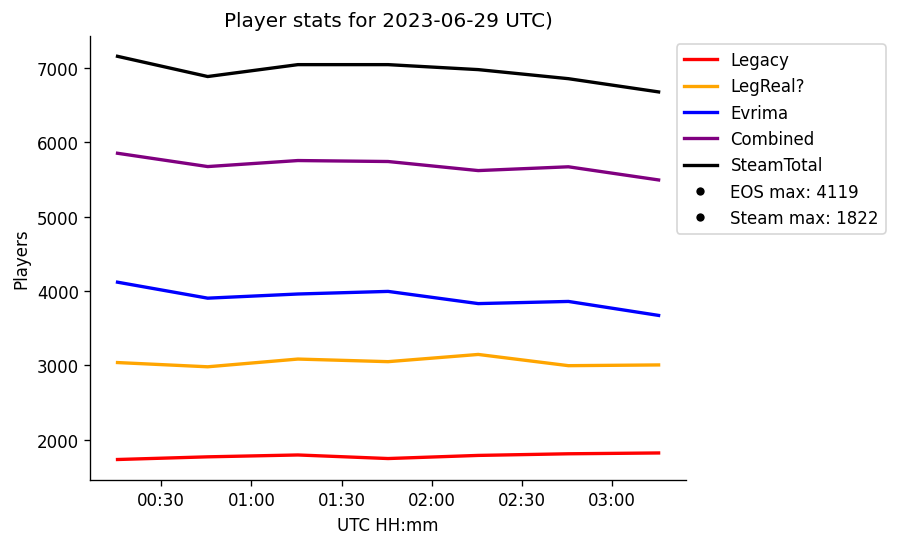 Player stats for 2023-06-29 UTC)
Players
7000
6000
5000
4000
3000
2000
00:30 01:00 01:30 02:00 02:30 03:00
UTC HH:mm
Legacy
LegReal?
Evrima
Combined
SteamTotal
EOS max: 4119
Steam max: 1822